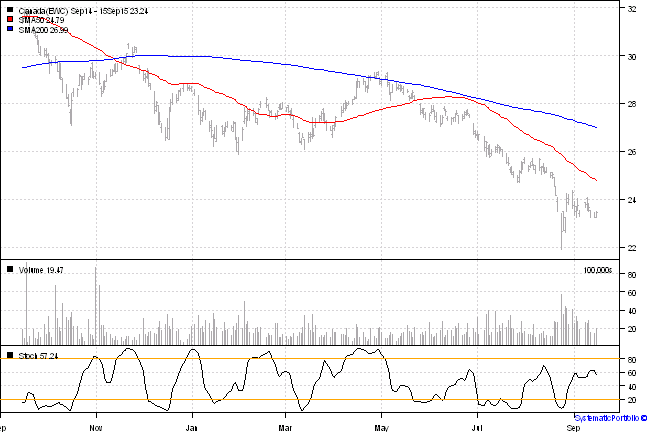 Canada(EWC) Sep14 - 15Sep15 23.24
SMA50 24.79
SMA200 26.99
32
30
28
26
24
22
Volume 19.47
100,000s
80
60
40
20
Stoch 57.24
80
60
40
20
Sep Nov Jan Mar May Jul Sep
SystematicPortfolio ©